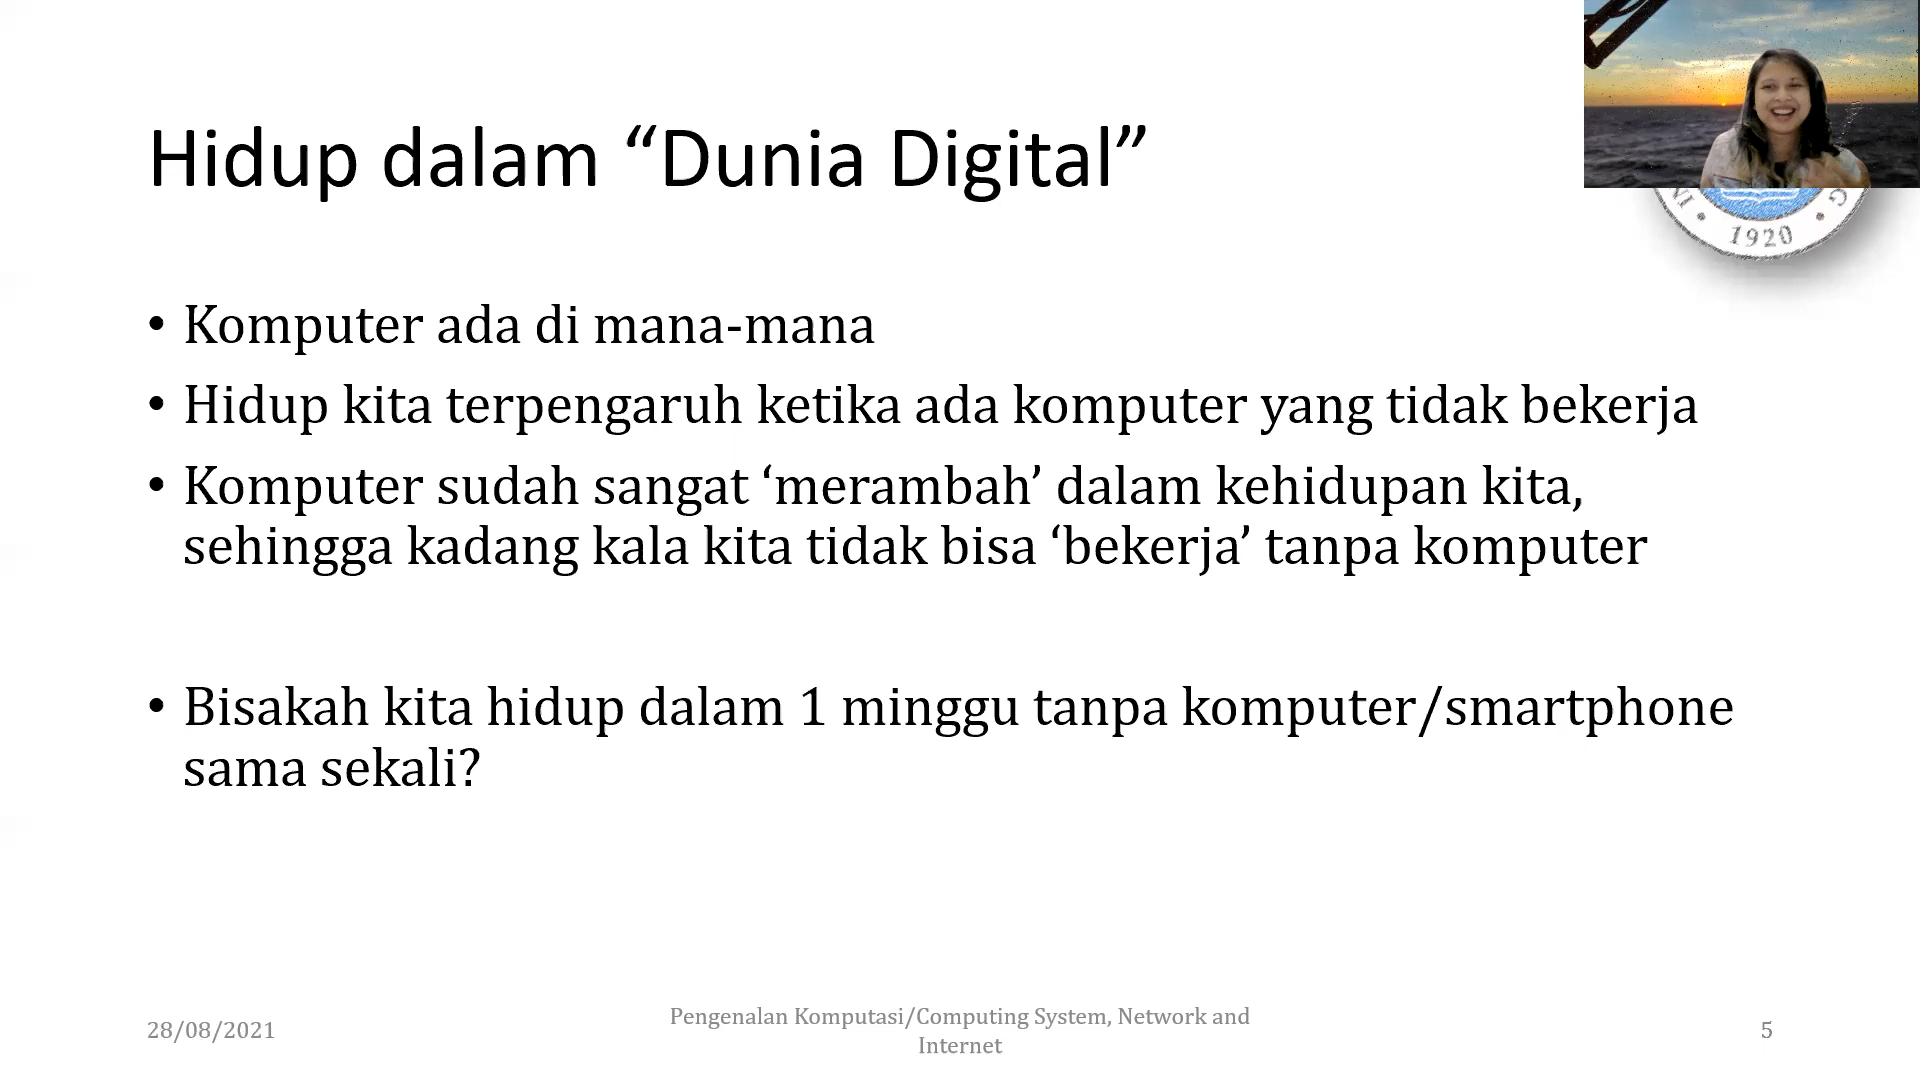 Hidup dalam “Dunia Digital”
• Komputer ada di mana-mana
• Hidup kita terpengaruh ketika ada komputer yang tidak bekerja
• Komputer sudah sangat ‘merambah’ dalam kehidupan kita,
sehingga kadang kala kita tidak bisa ‘bekerja’ tanpa komputer
• Bisakah kita hidup dalam 1 minggu tanpa komputer/smartphone
sama sekali?
1920
28/08/2021
Pengenalan Komputasi/Computing System, Network and
Internet
5